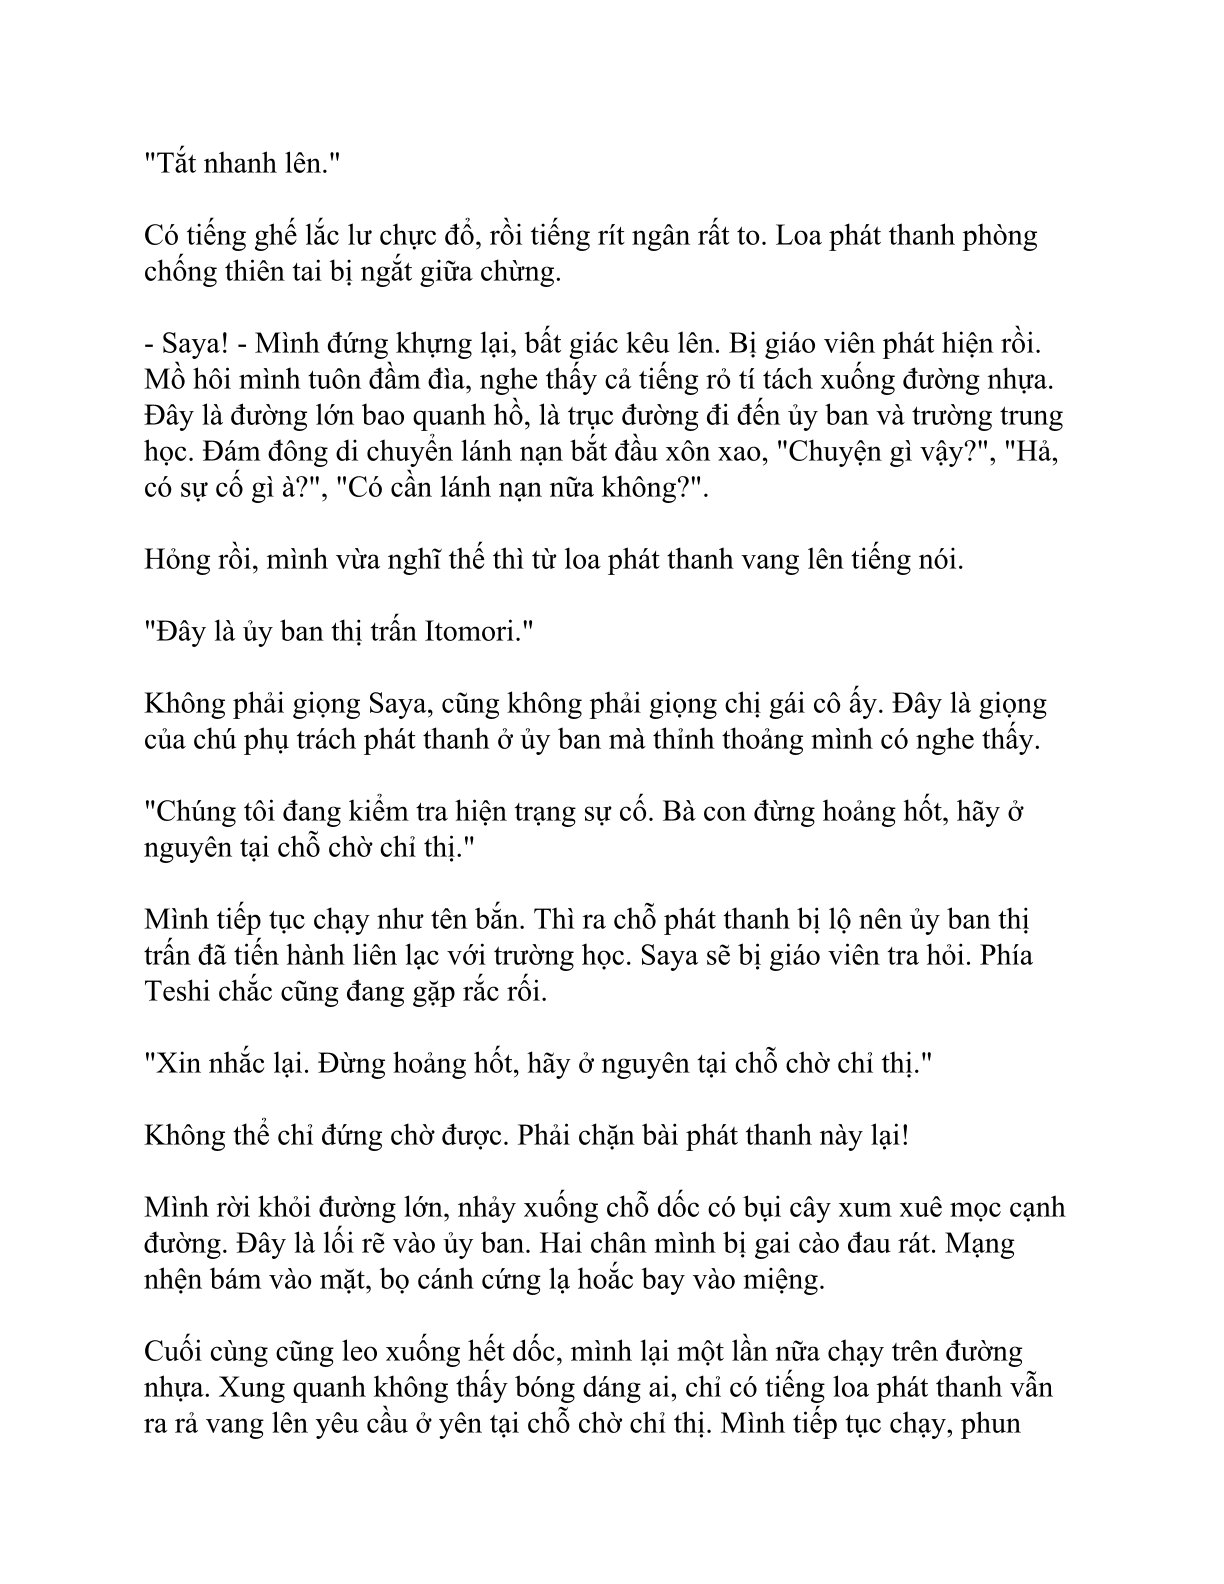 "Tắt nhanh lên."
Có tiếng ghế lắc lư chực đổ, rồi tiếng rít ngân rất to. Loa phát thanh phòng
chống thiên tai bị ngắt giữa chừng.
- Saya! - Mình đứng khựng lại, bất giác kêu lên. Bị giáo viên phát hiện rồi.
Mồ hôi mình tuôn đầm đìa, nghe thấy cả tiếng rỏ tí tách xuống đường nhựa.
Đây là đường lớn bao quanh hồ, là trục đường đi đến ủy ban và trường trung
học. Đám đông di chuyển lánh nạn bắt đầu xôn xao, "Chuyện gì vậy?", "Hả,
có sự cố gì à?", "Có cần lánh nạn nữa không?".
Hỏng rồi, mình vừa nghĩ thế thì từ loa phát thanh vang lên tiếng nói.
"Đây là ủy ban thị trấn Itomori."
Không phải giọng Saya, cũng không phải giọng chị gái cô ấy. Đây là giọng
của chú phụ trách phát thanh ở ủy ban mà thỉnh thoảng mình có nghe thấy.
"Chúng tôi đang kiểm tra hiện trạng sự cố. Bà con đừng hoảng hốt, hãy ở
nguyên tại chỗ chờ chỉ thị."
Mình tiếp tục chạy như tên bắn. Thì ra chỗ phát thanh bị lộ nên ủy ban thị
trấn đã tiến hành liên lạc với trường học. Saya sẽ bị giáo viên tra hỏi. Phía
Teshi chắc cũng đang gặp rắc rối.
"Xin nhắc lại. Đừng hoảng hốt, hãy ở nguyên tại chỗ chờ chỉ thị."
Không thể chỉ đứng chờ được. Phải chặn bài phát thanh này lại!
Mình rời khỏi đường lớn, nhảy xuống chỗ dốc có bụi cây xum xuê mọc cạnh
đường. Đây là lối rẽ vào ủy ban. Hai chân mình bị gai cào đau rát. Mạng
nhện bám vào mặt, bọ cánh cứng lạ hoắc bay vào miệng.
Cuối cùng cũng leo xuống hết dốc, mình lại một lần nữa chạy trên đường
nhựa. Xung quanh không thấy bóng dáng ai, chỉ có tiếng loa phát thanh vẫn
ra rả vang lên yêu cầu ở yên tại chỗ chờ chỉ thị. Mình tiếp tục chạy, phun